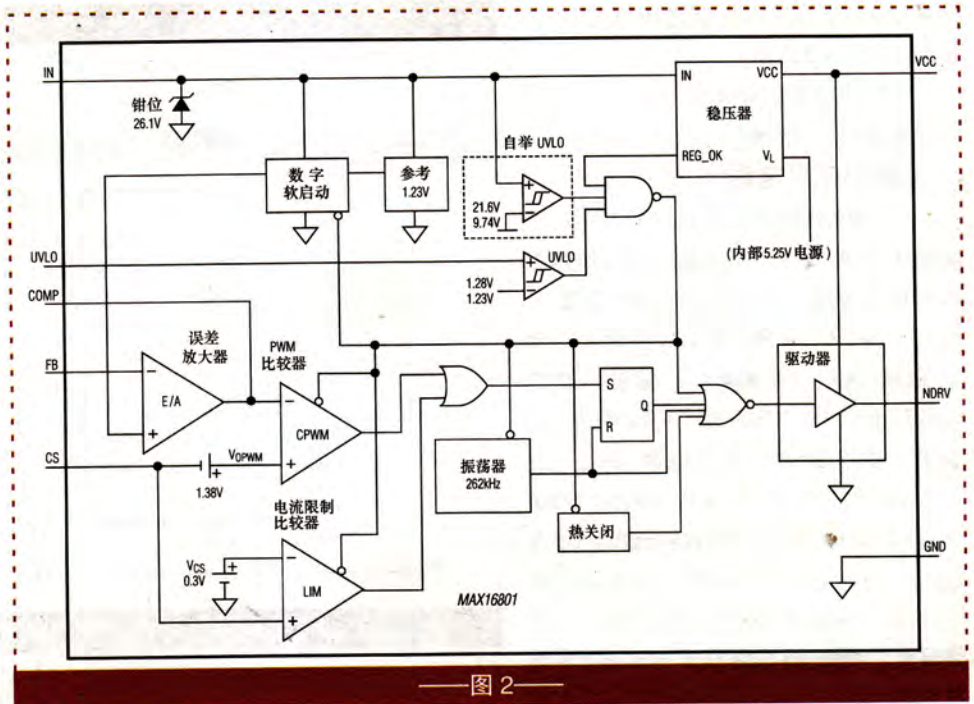 IN
VCC
钳位
26.1V
IN
VCC
稳压器
REG_OK
VL
自举 UVLO
21.6V
9.74V
数字
软启动
参考
1.23V
(内部 5.25V 电源)
UVLO
UVLO
1.28V
1.23V
COMP
误差
放大器
PWM
比较器
FB
E/A
CPWM
S
Q
R
驱动器
NDRV
CS
VOPWM
1.38V
振荡器
262kHz
电流限制
比较器
热关闭
VCS
0.3V
LIM
MAX16801
GND
——图 2——